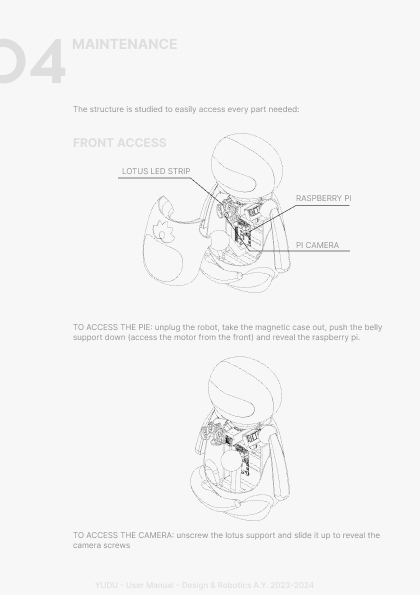 04 MAINTENANCE
The structure is studied to easily access every part needed:
FRONT ACCESS
LOTUS LED STRIP
RASPBERRY PI
PI CAMERA
TO ACCESS THE PIE: unplug the robot, take the magnetic case out, push the belly
support down (access the motor from the front) and reveal the raspberry pi.
TO ACCESS THE CAMERA: unscrew the lotus support and slide it up to reveal the
camera screws
YUDU - User Manual - Design & Robotics A.Y. 2023-2024